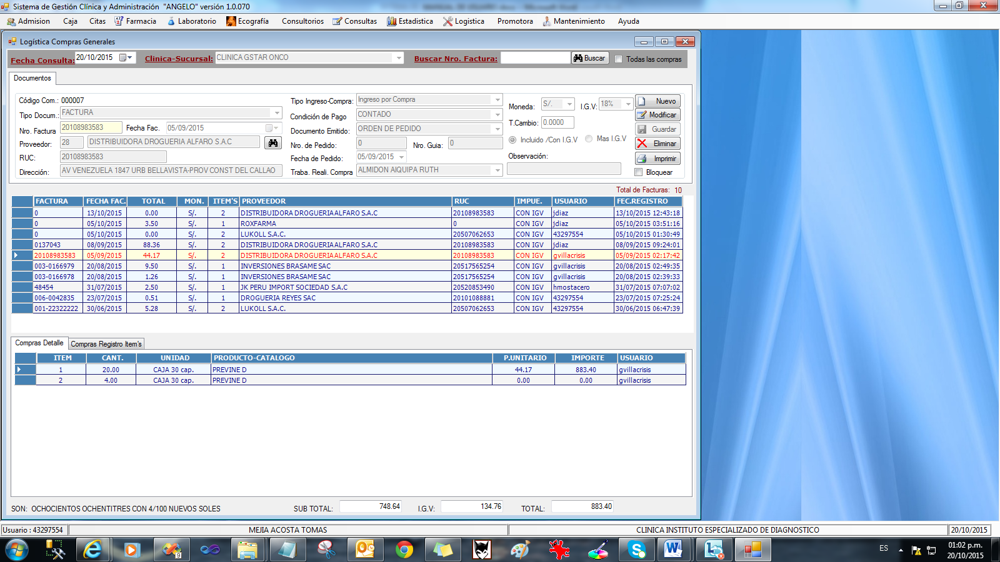 Sistema de Gestión Clínica y Administración "ANGELO" versión 1.0.070
Admision Caja Citas Farmacia Laboratorio Ecografía Consultorios Consultas Estadistica Logistica Promotora Mantenimiento Ayuda
Logística Compras Generales
Fecha Consulta: 20/10/2015 Clinica-Sucursal: CLINICA GSTAR ONCO Buscar Nro. Factura: Buscar Todas las compras
Documentos
Código Com.: 000007 Tipo Ingreso-Compra: Ingreso por Compra Moneda: S/. I.G.V: 18% Nuevo
Tipo Docum.: FACTURA Condición de Pago CONTADO Modificar
Nro. Factura 20108983583 Fecha Fac. 05/09/2015 Documento Emitido: ORDEN DE PEDIDO T.Cambio: 0.0000 Guardar
Proveedor: 28 DISTRIBUIDORA DROGUERIA ALFARO S.A.C Nro. de Pedido: 0 Nro. Guia: 0 Incluido /Con I.G.V Mas I.G.V Eliminar
RUC: 20108983583 Fecha de Pedido: 05/09/2015 Observación: Imprimir
Dirección: AV VENEZUELA 1847 URB BELLAVISTA-PROV CONST DEL CALLAO Traba. Reali. Compra ALMIDON AIQUIPA RUTH Bloquear
Total de Facturas: 10
FACTURA FECHA FAC. TOTAL MON. ITEM'S PROVEEDOR RUC IMPUE. USUARIO FEC.REGISTRO
0 13/10/2015 0.00 S/. 2 DISTRIBUIDORA DROGUERIA ALFARO S.A.C 20108983583 CON IGV jdiaz 13/10/2015 12:43:18
0 05/10/2015 3.50 S/. 1 ROXFARMA 0 CON IGV jdiaz 05/10/2015 03:51:16
0 05/10/2015 0.00 S/. 2 LUKOLL S.A.C. 20507062653 CON IGV 43297554 05/10/2015 01:30:49
0137043 08/09/2015 88.36 S/. 2 DISTRIBUIDORA DROGUERIA ALFARO S.A.C 20108983583 CON IGV jdiaz 08/09/2015 09:24:01
20108983583 05/09/2015 44.17 S/. 2 DISTRIBUIDORA DROGUERIA ALFARO S.A.C 20108983583 CON IGV gvillacrisis 05/09/2015 02:17:42
003-0166979 20/08/2015 9.50 S/. 1 INVERSIONES BRASAME SAC 20517565254 CON IGV gvillacrisis 20/08/2015 02:49:35
003-0166978 20/08/2015 1.26 S/. 1 INVERSIONES BRASAME SAC 20517565254 CON IGV gvillacrisis 20/08/2015 02:39:33
48454 31/07/2015 2.50 S/. 1 JK PERU IMPORT SOCIEDAD S.A.C 20520853490 CON IGV hmostacero 31/07/2015 07:07:02
006-0042835 23/07/2015 0.51 S/. 1 DROGUERIA REYES SAC 20101088881 CON IGV 43297554 23/07/2015 07:25:24
001-22322222 30/06/2015 5.28 S/. 2 LUKOLL S.A.C. 20507062653 CON IGV 43297554 30/06/2015 06:47:39
Compras Detalle Compras Registro Item's
ITEM CANT. UNIDAD PRODUCTO-CATALOGO P.UNITARIO IMPORTE USUARIO
1 20.00 CAJA 30 cap. PREVINE D 44.17 883.40 gvillacrisis
2 4.00 CAJA 30 cap. PREVINE D 0.00 0.00 gvillacrisis
SON: OCHOCIENTOS OCHENTITRES CON 4/100 NUEVOS SOLES SUB TOTAL: 748.64 I.G.V: 134.76 TOTAL: 883.40
Usuario : 43297554 MEJIA ACOSTA TOMAS CLINICA INSTITUTO ESPECIALIZADO DE DIAGNOSTICO 20/10/2015
ES 01:02 p.m.
20/10/2015